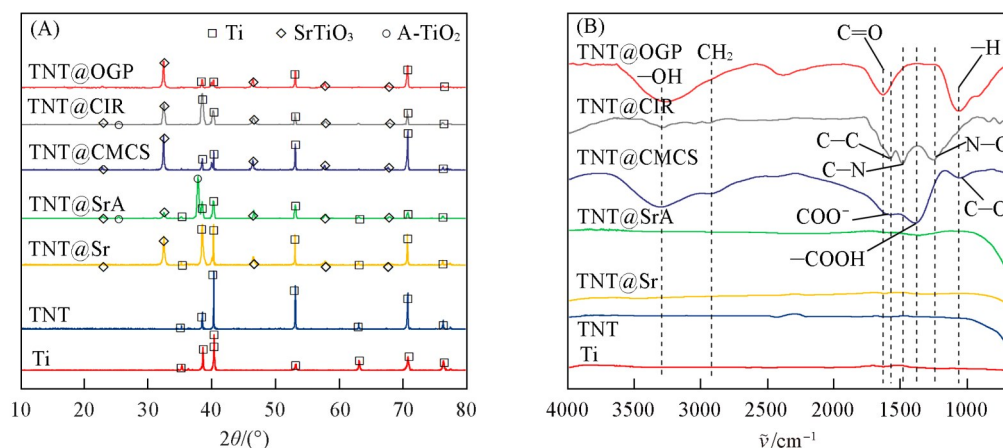 (A)
□ Ti ◇ SrTiO₃ ○ A-TiO₂
TNT@OGP
TNT@CIR
TNT@CMCS
TNT@SrA
TNT@Sr
TNT
Ti
10 20 30 40 50 60 70 80
2θ/(°)
(B)
C=O
TNT@OGP CH₂
−OH
−H
TNT@CIR
C−C
N−C
TNT@CMCS
C−N
COO⁻
C−O
TNT@SrA
−COOH
TNT@Sr
TNT
Ti
4000 3500 3000 2500 2000 1500 1000
ṽ/cm⁻¹